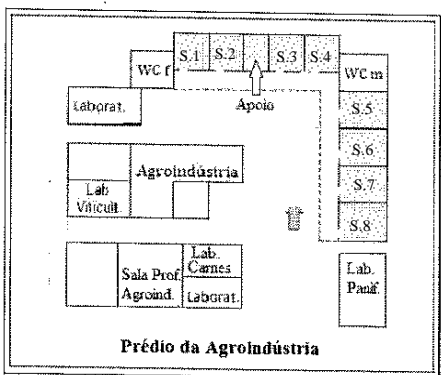 S.1
S.2
S.3
S.4
WC f
WC m
Laborat.
Apoio
S.5
Agroindústria
S.6
Lab
Viticult.
S.7
S.8
Lab.
Carnes
Sala Prof.
Agroind.
Laborat.
Lab.
Panif.
Prédio da Agroindústria